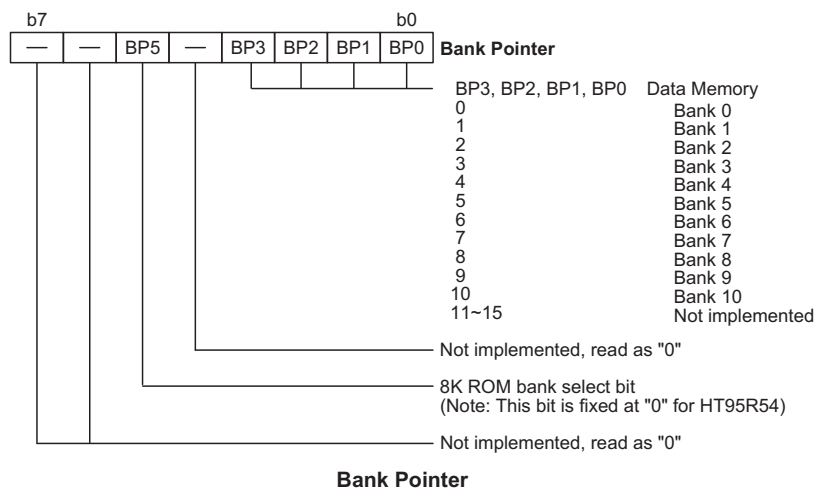 b7 b0
— — BP5 — BP3 BP2 BP1 BP0 Bank Pointer
BP3, BP2, BP1, BP0 Data Memory
0 Bank 0
1 Bank 1
2 Bank 2
3 Bank 3
4 Bank 4
5 Bank 5
6 Bank 6
7 Bank 7
8 Bank 8
9 Bank 9
10 Bank 10
11~15 Not implemented
Not implemented, read as "0"
8K ROM bank select bit
(Note: This bit is fixed at "0" for HT95R54)
Not implemented, read as "0"
Bank Pointer